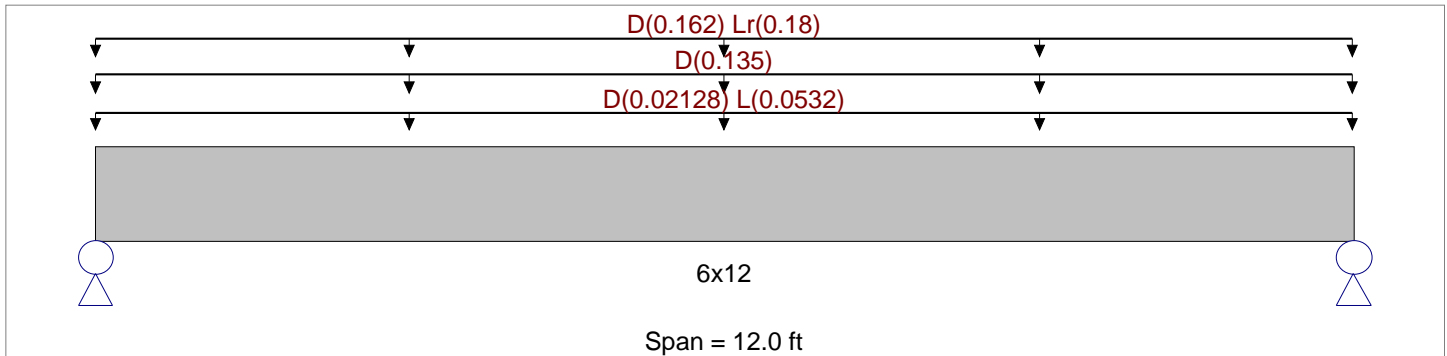 D(0.162) Lr(0.18)
D(0.135)
D(0.02128) L(0.0532)
6x12
Span = 12.0 ft